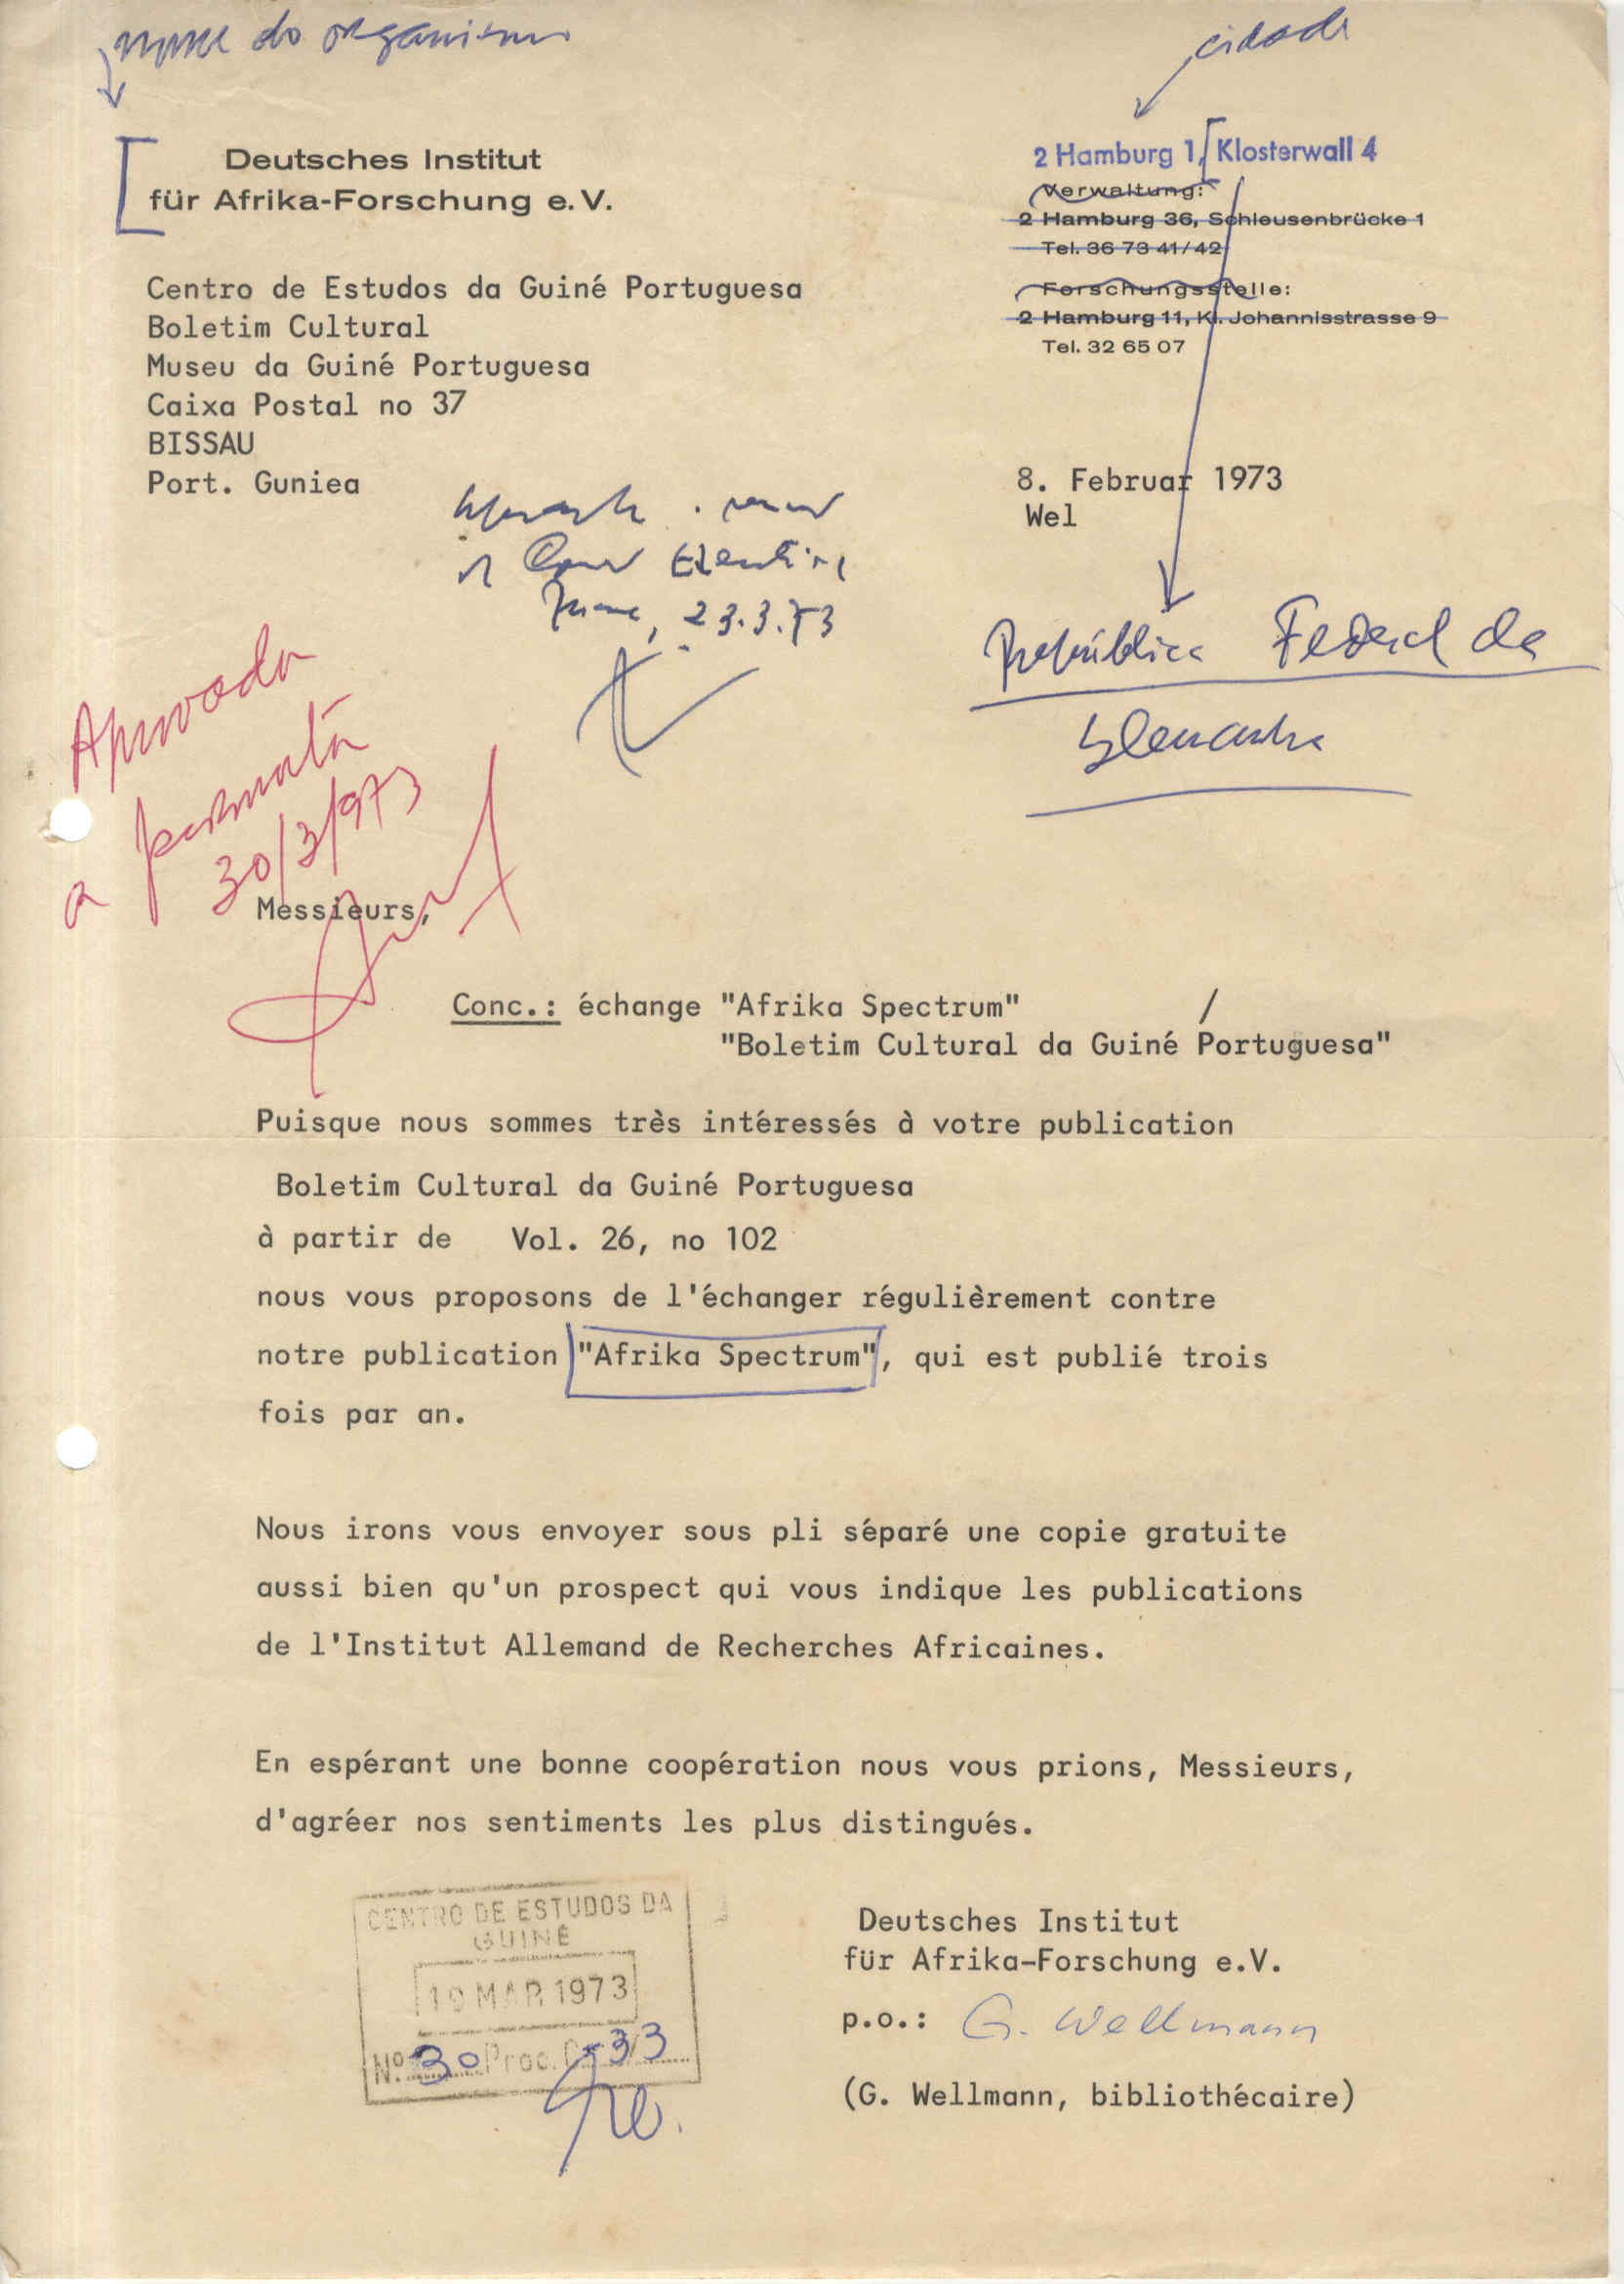 nome do organismo
cidade
Deutsches Institut
für Afrika-Forschung e.V.
2 Hamburg 1, Klosterwall 4
Verwaltung:
2 Hamburg 36, Schleusenbrücke 1
Tel. 36 73 41/42
Forschungsstelle:
2 Hamburg 11, Kl. Johannisstrasse 9
Tel. 32 65 07
Centro de Estudos da Guiné Portuguesa
Boletim Cultural
Museu da Guiné Portuguesa
Caixa Postal no 37
BISSAU
Port. Guniea
8. Februar 1973
Wel
23.3.73
República Federal da
Alemanha
Aprovada
a permuta
30/3/973
Messieurs,
Conc.: échange "Afrika Spectrum" /
"Boletim Cultural da Guiné Portuguesa"
Puisque nous sommes très intéressés à votre publication
Boletim Cultural da Guiné Portuguesa
à partir de Vol. 26, no 102
nous vous proposons de l'échanger régulièrement contre
notre publication "Afrika Spectrum", qui est publié trois
fois par an.
Nous irons vous envoyer sous pli séparé une copie gratuite
aussi bien qu'un prospect qui vous indique les publications
de l'Institut Allemand de Recherches Africaines.
En espérant une bonne coopération nous vous prions, Messieurs,
d'agréer nos sentiments les plus distingués.
CENTRO DE ESTUDOS DA
GUINÉ
19 MAR 1973
Nº 30 Proc. 33
Deutsches Institut
für Afrika-Forschung e.V.
p.o.: G. Wellmann
(G. Wellmann, bibliothécaire)